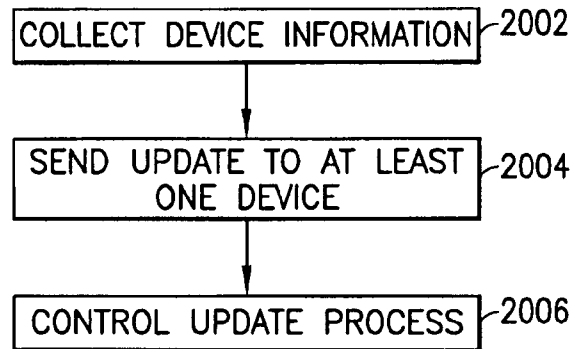 COLLECT DEVICE INFORMATION 2002
SEND UPDATE TO AT LEAST
ONE DEVICE 2004
CONTROL UPDATE PROCESS 2006